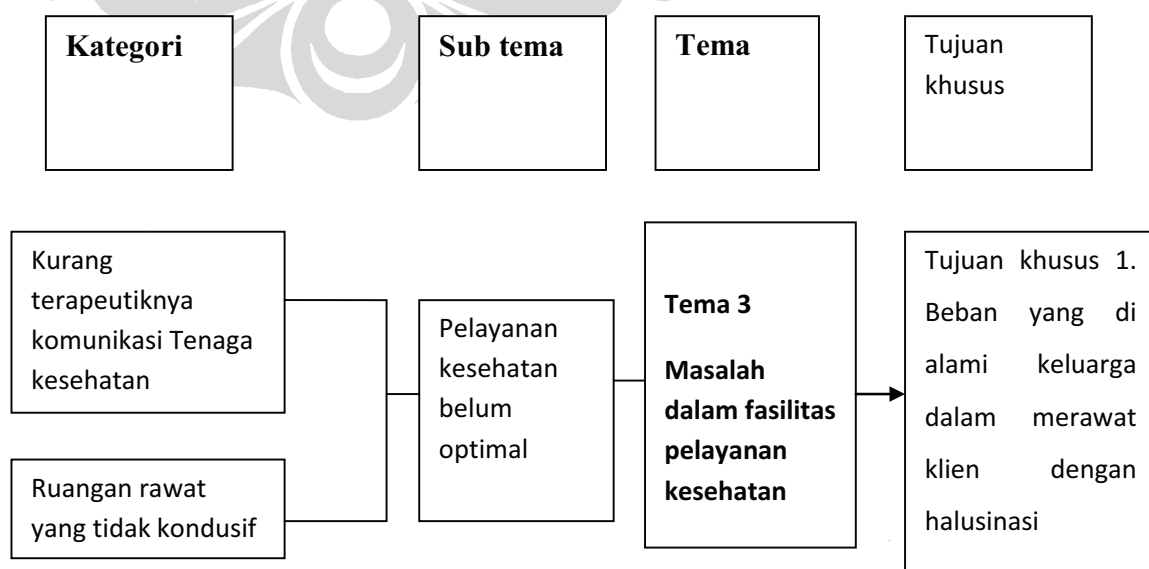 Kategori
Sub tema
Tema
Tujuan
khusus
Kurang
terapeutiknya
komunikasi Tenaga
kesehatan
Ruangan rawat
yang tidak kondusif
Pelayanan
kesehatan
belum
optimal
Tema 3
Masalah
dalam fasilitas
pelayanan
kesehatan
Tujuan khusus 1.
Beban yang di
alami keluarga
dalam merawat
klien dengan
halusinasi